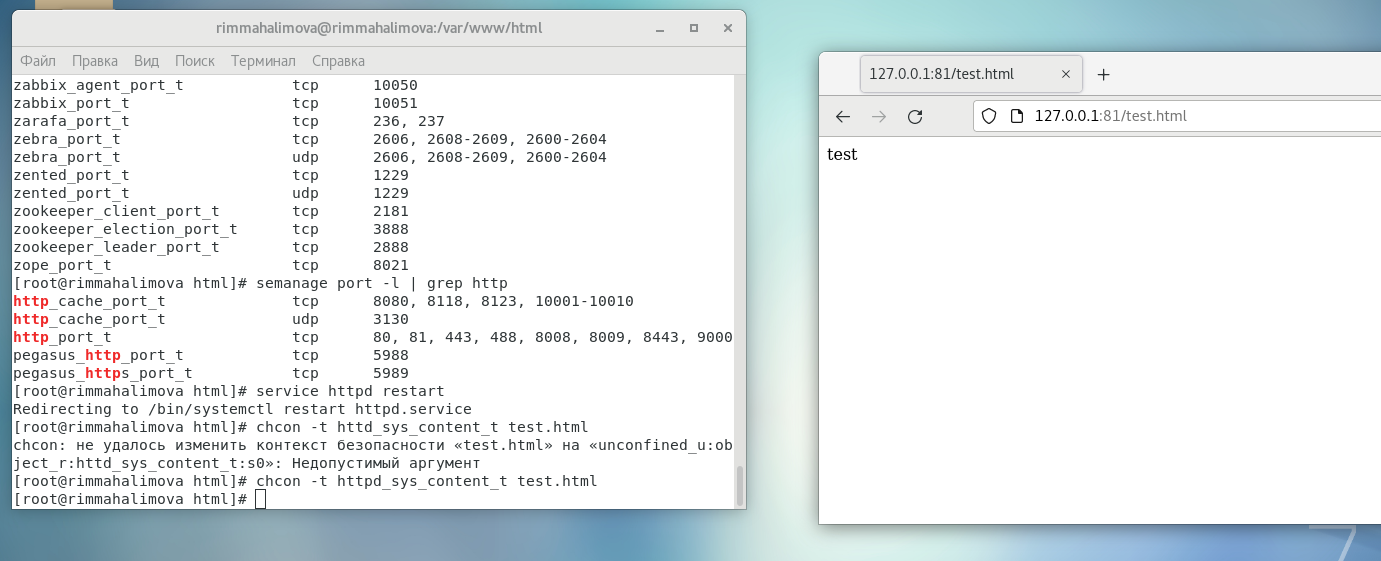 rimmahalimova@rimmahalimova:/var/www/html
Файл Правка Вид Поиск Терминал Справка
zabbix_agent_port_t tcp 10050
zabbix_port_t tcp 10051
zarafa_port_t tcp 236, 237
zebra_port_t tcp 2606, 2608-2609, 2600-2604
zebra_port_t udp 2606, 2608-2609, 2600-2604
zented_port_t tcp 1229
zented_port_t udp 1229
zookeeper_client_port_t tcp 2181
zookeeper_election_port_t tcp 3888
zookeeper_leader_port_t tcp 2888
zope_port_t tcp 8021
[root@rimmahalimova html]# semanage port -l | grep http
http_cache_port_t tcp 8080, 8118, 8123, 10001-10010
http_cache_port_t udp 3130
http_port_t tcp 80, 81, 443, 488, 8008, 8009, 8443, 9000
pegasus_http_port_t tcp 5988
pegasus_https_port_t tcp 5989
[root@rimmahalimova html]# service httpd restart
Redirecting to /bin/systemctl restart httpd.service
[root@rimmahalimova html]# chcon -t httd_sys_content_t test.html
chcon: не удалось изменить контекст безопасности «test.html» на «unconfined_u:ob
ject_r:httd_sys_content_t:s0»: Недопустимый аргумент
[root@rimmahalimova html]# chcon -t httpd_sys_content_t test.html
[root@rimmahalimova html]#
127.0.0.1:81/test.html
127.0.0.1:81/test.html
test
7